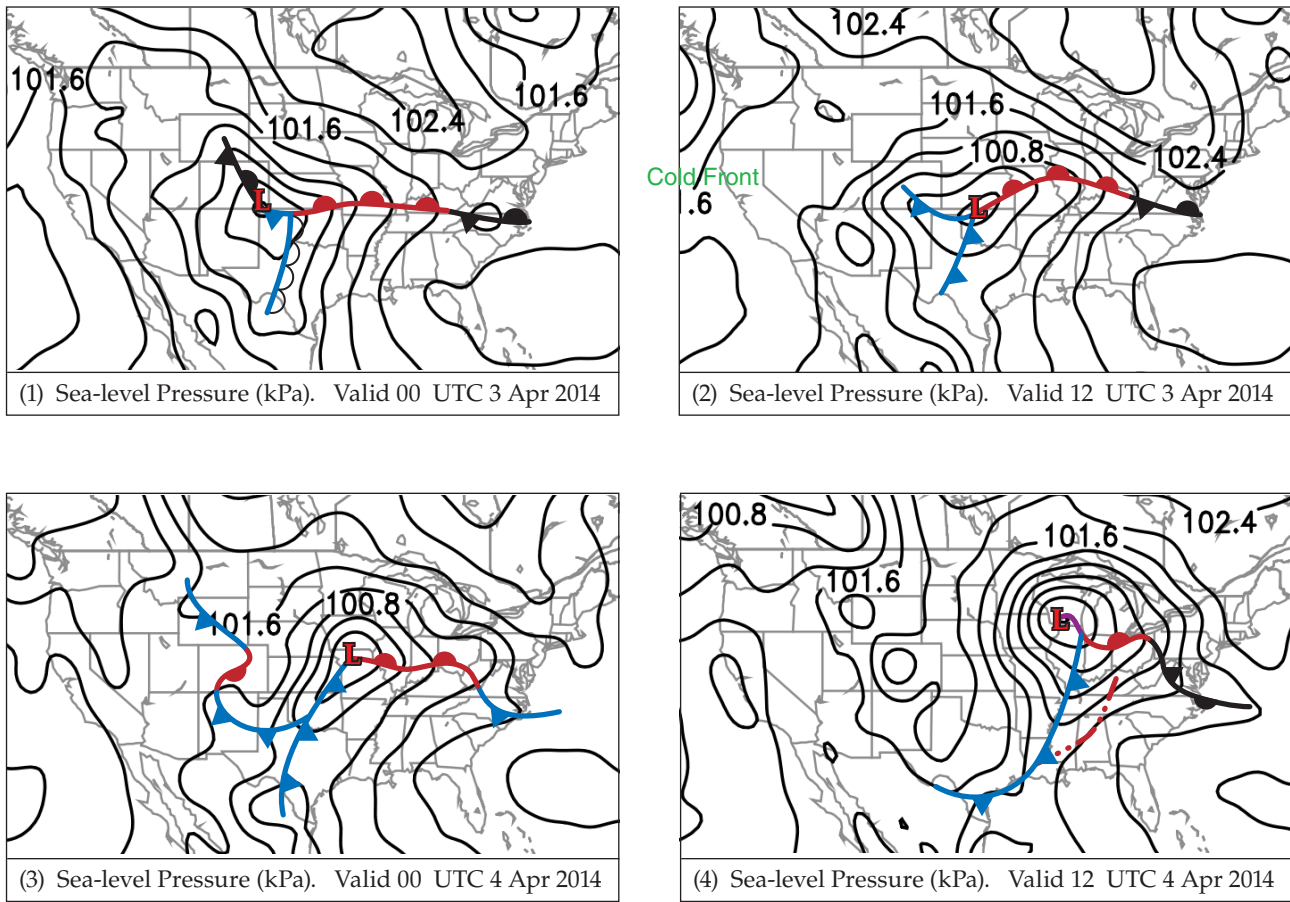 101.6
101.6
102.4
101.6
L
(1) Sea-level Pressure (kPa). Valid 00 UTC 3 Apr 2014
102.4
101.6
100.8
102.4
Cold Front
1.6
L
(2) Sea-level Pressure (kPa). Valid 12 UTC 3 Apr 2014
100.8
101.6
L
(3) Sea-level Pressure (kPa). Valid 00 UTC 4 Apr 2014
100.8
102.4
101.6
101.6
L
(4) Sea-level Pressure (kPa). Valid 12 UTC 4 Apr 2014